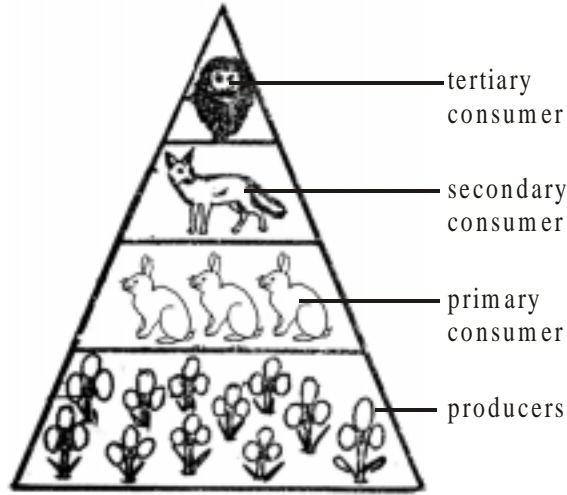 tertiary
consumer
secondary
consumer
primary
consumer
producers